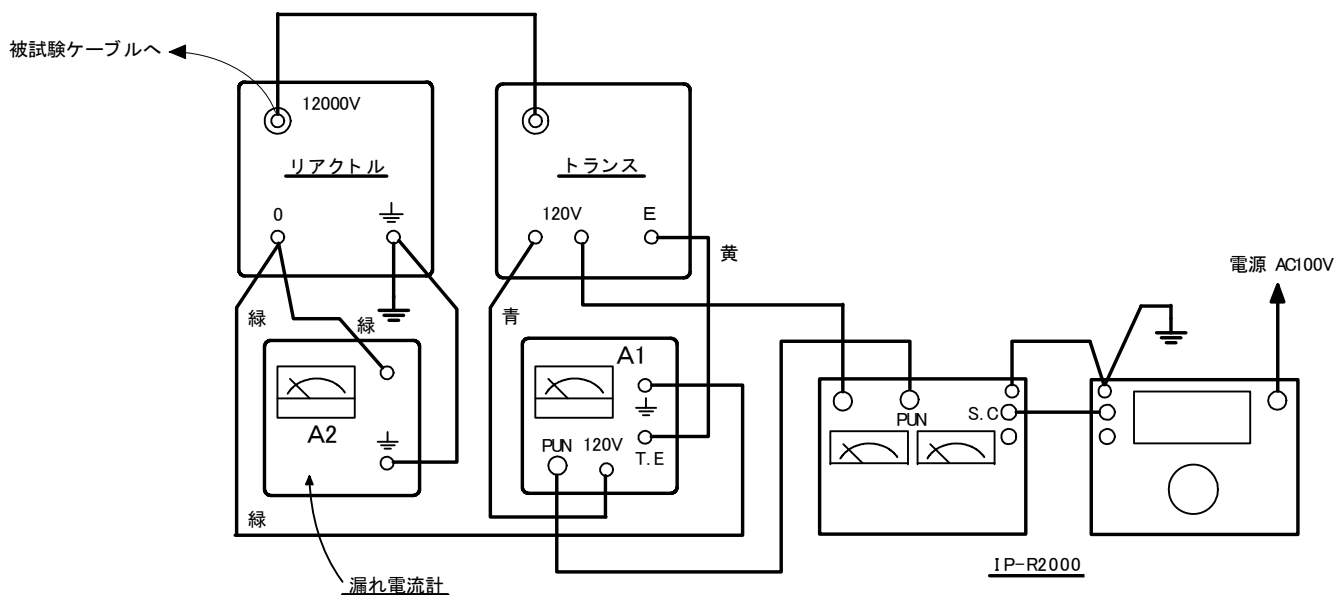 被試験ケーブルへ
12000V
リアクトル
トランス
0
120V
E
黄
電源 AC100V
緑
緑
青
A1
A2
PUN
S.C
PUN
120V
T.E
緑
漏れ電流計
IP-R2000